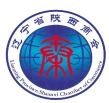 辽宁省陕西商会
Liaoning Province Shaanxi Chamber of Commerce